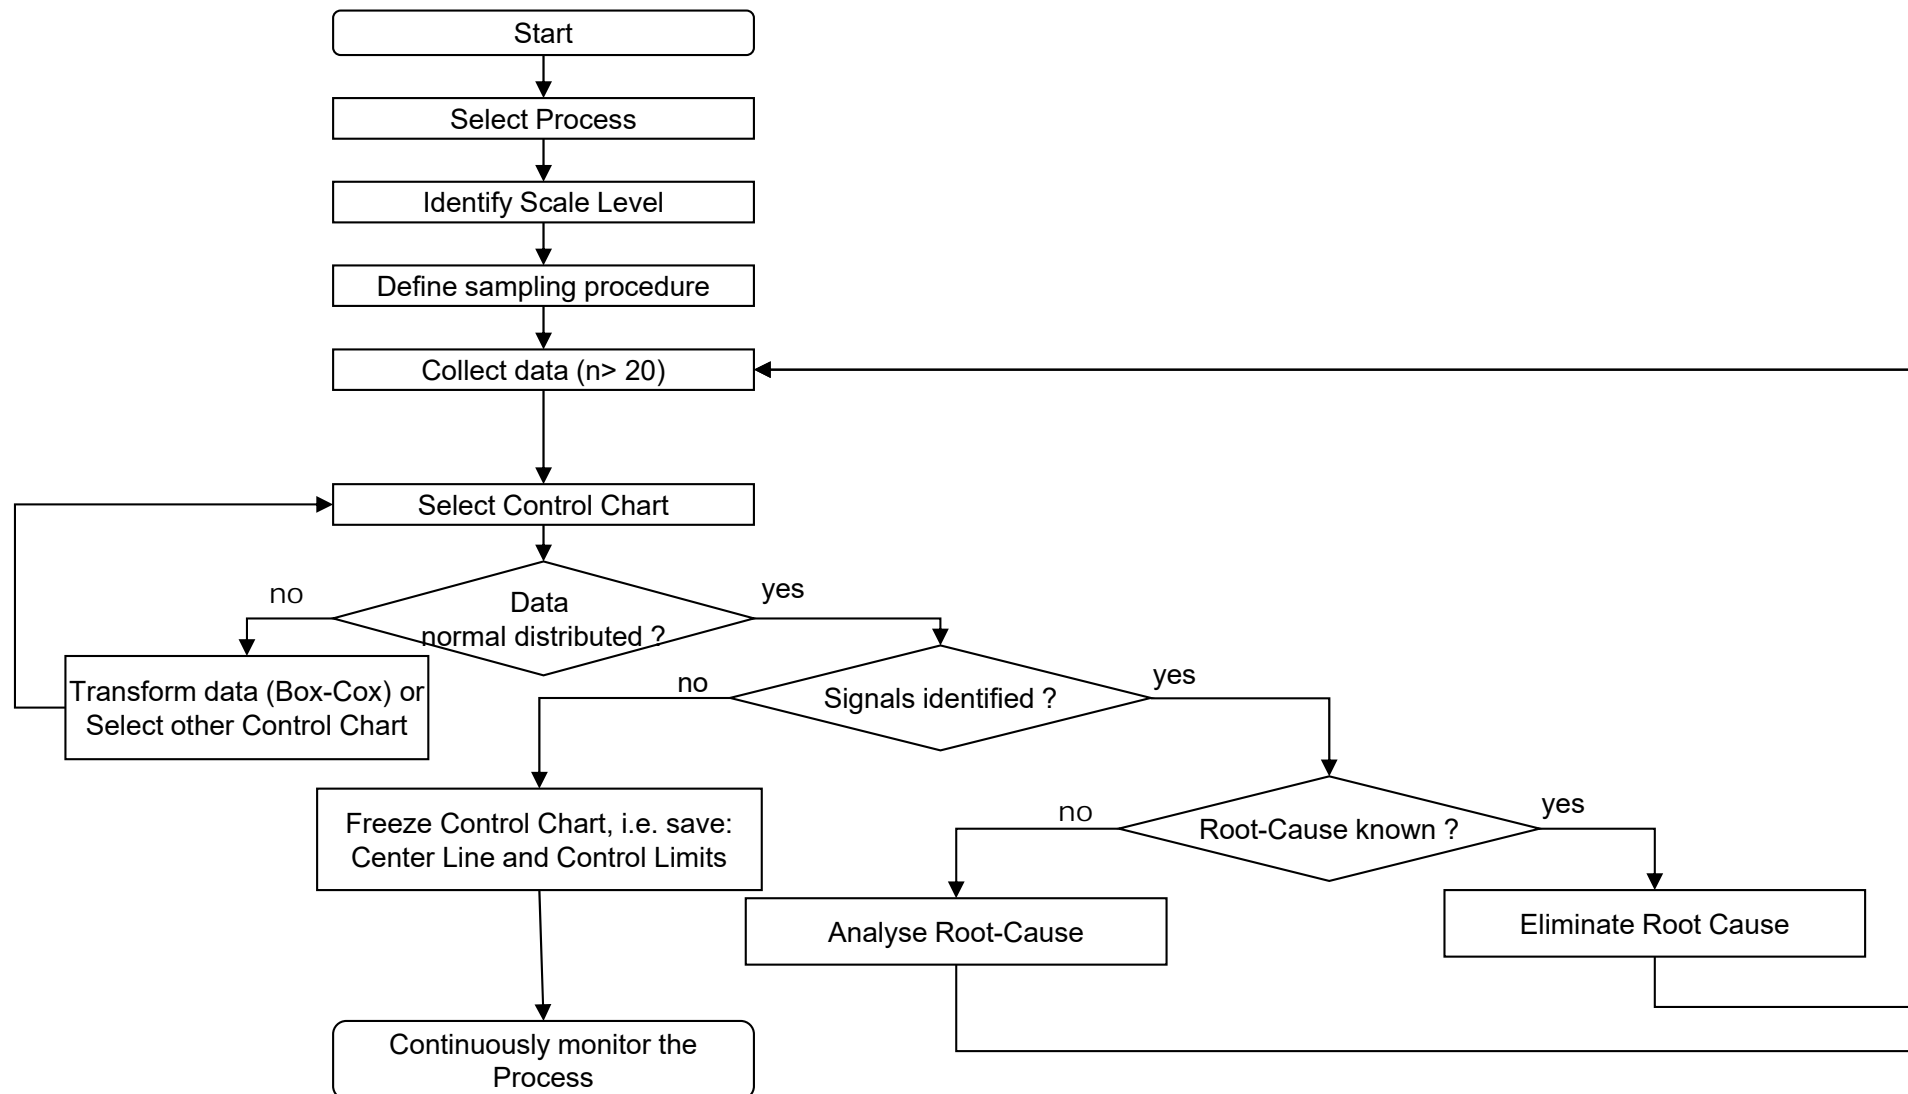 Start
Select Process
Identify Scale Level
Define sampling procedure
Collect data (n> 20)
Select Control Chart
no
Data
normal distributed ?
yes
Transform data (Box-Cox) or
Select other Control Chart
no
Signals identified ?
yes
Freeze Control Chart, i.e. save:
Center Line and Control Limits
no
Root-Cause known ?
yes
Analyse Root-Cause
Eliminate Root Cause
Continuously monitor the
Process